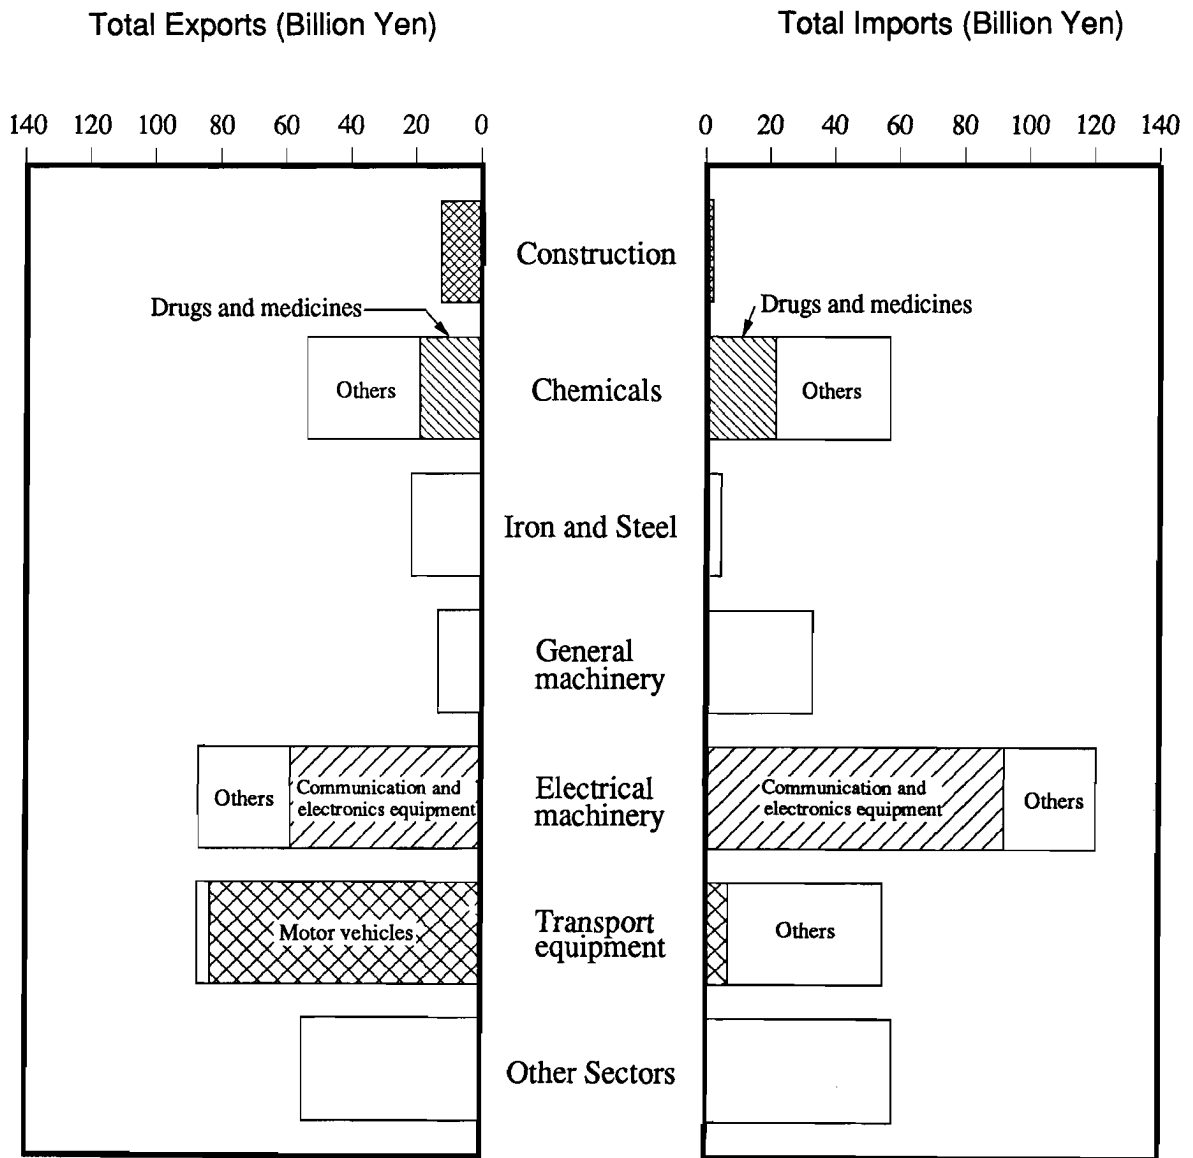 Total Exports (Billion Yen)
Total Imports (Billion Yen)
140 120 100 80 60 40 20 0
0 20 40 60 80 100 120 140
Construction
Drugs and medicines
Drugs and medicines
Others
Chemicals
Others
Iron and Steel
General
machinery
Others
Communication and
electronics equipment
Electrical
machinery
Communication and
electronics equipment
Others
Motor vehicles
Transport
equipment
Others
Other Sectors